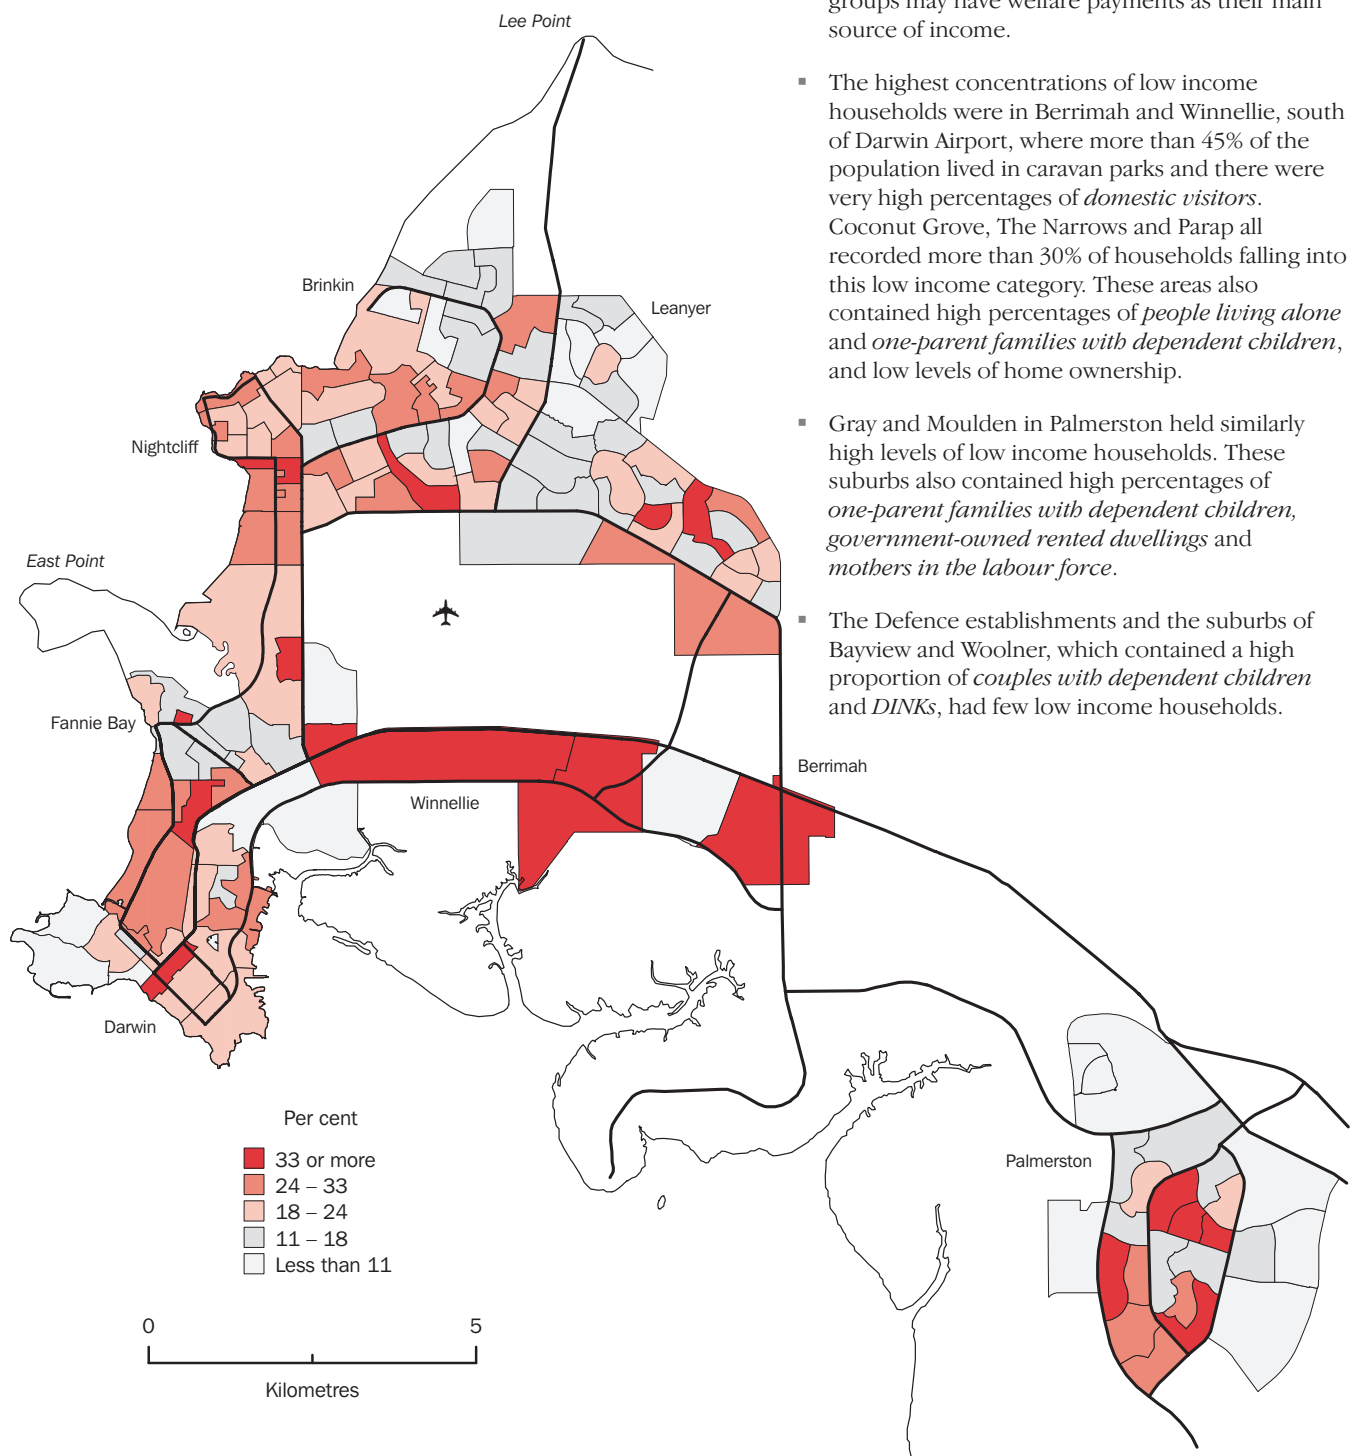 groups may have welfare payments as their main
source of income.
▪ The highest concentrations of low income
households were in Berrimah and Winnellie, south
of Darwin Airport, where more than 45% of the
population lived in caravan parks and there were
very high percentages of domestic visitors.
Coconut Grove, The Narrows and Parap all
recorded more than 30% of households falling into
this low income category. These areas also
contained high percentages of people living alone
and one-parent families with dependent children,
and low levels of home ownership.
▪ Gray and Moulden in Palmerston held similarly
high levels of low income households. These
suburbs also contained high percentages of
one-parent families with dependent children,
government-owned rented dwellings and
mothers in the labour force.
▪ The Defence establishments and the suburbs of
Bayview and Woolner, which contained a high
proportion of couples with dependent children
and DINKs, had few low income households.
Lee Point
Brinkin
Leanyer
Nightcliff
East Point
Fannie Bay
Berrimah
Winnellie
Darwin
Palmerston
Per cent
33 or more
24 – 33
18 – 24
11 – 18
Less than 11
0 5
Kilometres